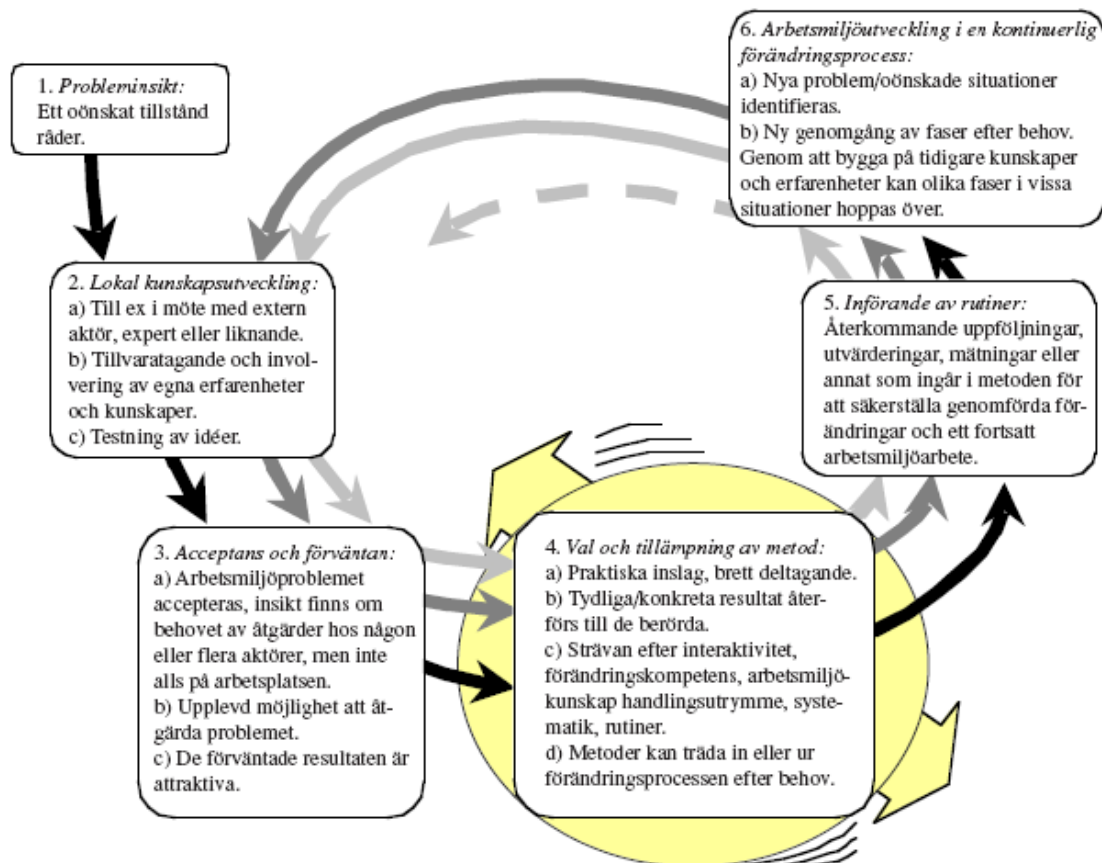 1. Probleminsikt:
Ett oönskat tillstånd
råder.
2. Lokal kunskapsutveckling:
a) Till ex i möte med extern
aktör, expert eller liknande.
b) Tillvaratagande och invol-
vering av egna erfarenheter
och kunskaper.
c) Testning av idéer.
3. Acceptans och förväntan:
a) Arbetsmiljöproblemet
accepteras, insikt finns om
behovet av åtgärder hos någon
eller flera aktörer, men inte
alls på arbetsplatsen.
b) Upplevd möjlighet att åt-
gärda problemet.
c) De förväntade resultaten är
attraktiva.
4. Val och tillämpning av metod:
a) Praktiska inslag, brett deltagande.
b) Tydliga/konkreta resultat åter-
förs till de berörda.
c) Strävan efter interaktivitet,
förändringskompetens, arbetsmiljö-
kunskap handlingsutrymme, syste-
matik, rutiner.
d) Metoder kan träda in eller ur
förändringsprocessen efter behov.
5. Införande av rutiner:
Återkommande uppföljningar,
utvärderingar, mätningar eller
annat som ingår i metoden för
att säkerställa genomförda för-
ändringar och ett fortsatt
arbetsmiljöarbete.
6. Arbetsmiljöutveckling i en kontinuerlig
förändringsprocess:
a) Nya problem/oönskade situationer
identifieras.
b) Ny genomgång av faser efter behov.
Genom att bygga på tidigare kunskaper
och erfarenheter kan olika faser i vissa
situationer hoppas över.